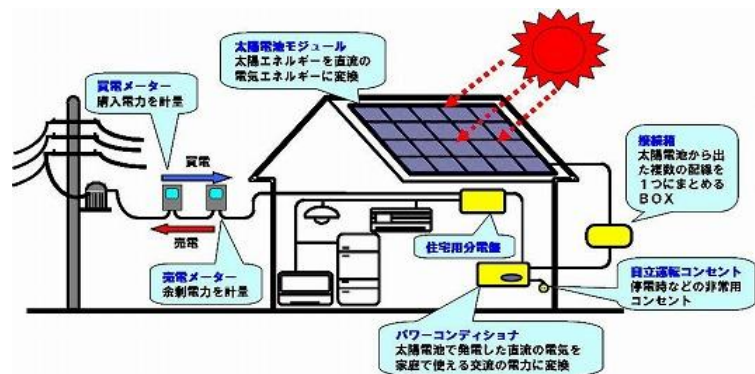 太陽電池モジュール
太陽エネルギーを直流の
電気エネルギーに変換
買電メーター
購入電力を計量
買電
売電
売電メーター
余剰電力を計量
接続箱
太陽電池から出
た複数の配線を
1つにまとめる
BOX
住宅用分電盤
自立運転コンセント
停電時などの非常用
コンセント
パワーコンディショナ
太陽電池で発電した直流の電気を
家庭で使える交流の電力に変換